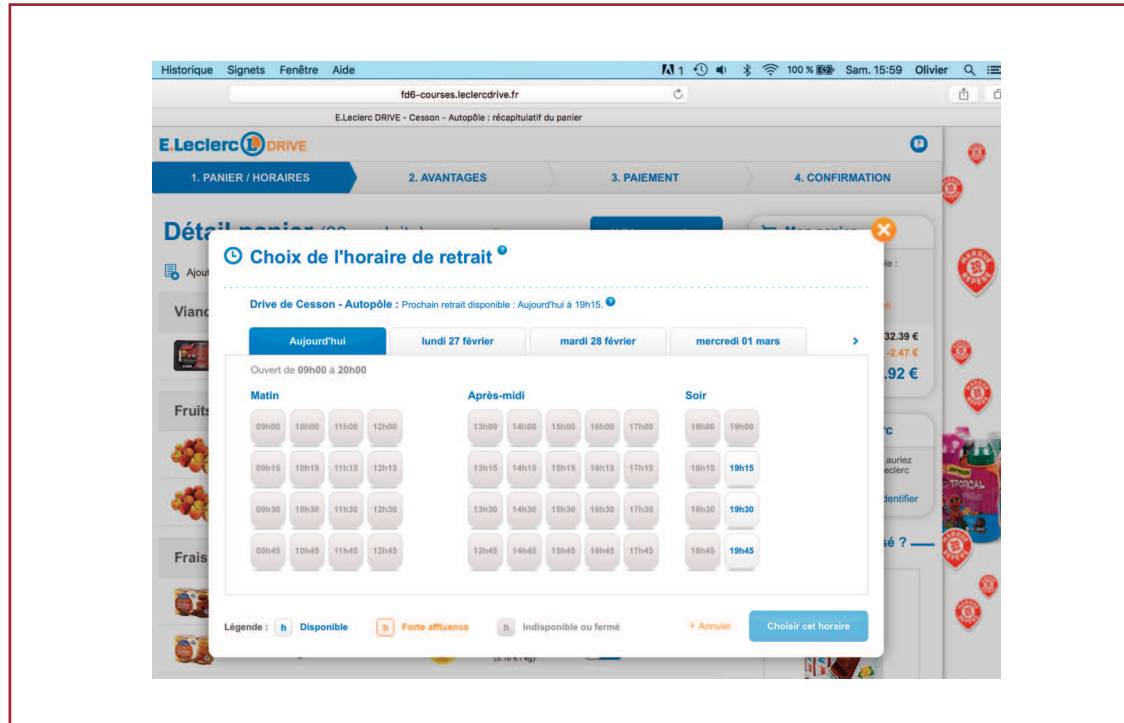 Historique Signets Fenêtre Aide 1 100 % Sam. 15:59 Olivier
fd6-courses.leclercdrive.fr
E.Leclerc DRIVE - Cesson - Autopôle : récapitulatif du panier
E.Leclerc L DRIVE
1. PANIER / HORAIRES 2. AVANTAGES 3. PAIEMENT 4. CONFIRMATION
Choix de l'horaire de retrait
Drive de Cesson - Autopôle : Prochain retrait disponible : Aujourd'hui à 19h15.
Aujourd'hui lundi 27 février mardi 28 février mercredi 01 mars
32.39 €
-2.47 €
.92 €
Ouvert de 09h00 à 20h00
Matin Après-midi Soir
09h00 10h00 11h00 12h00 13h00 14h00 15h00 16h00 17h00 18h00 19h00
09h15 10h15 11h15 12h15 13h15 14h15 15h15 16h15 17h15 18h15 19h15
09h30 10h30 11h30 12h30 13h30 14h30 15h30 16h30 17h30 18h30 19h30
09h45 10h45 11h45 12h45 13h45 14h45 15h45 16h45 17h45 18h45 19h45
Fruits
Frais
auriez
TROPICAL
sé ?
Légende : h Disponible h Forte affluence h Indisponible ou fermé Annuler Choisir cet horaire